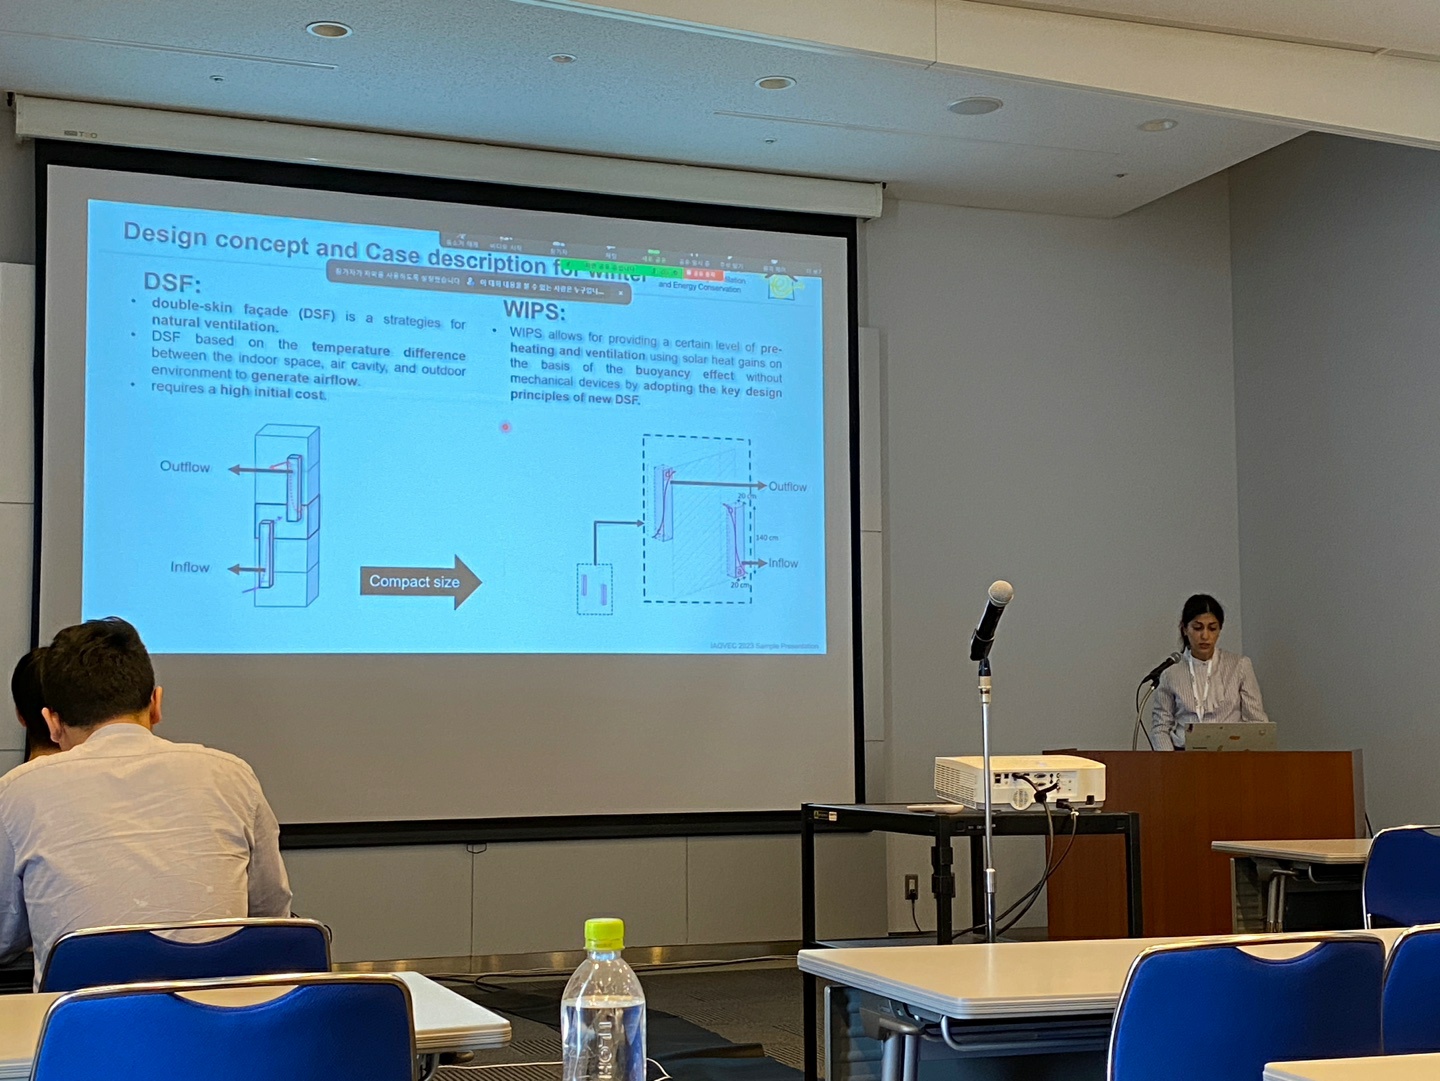 Design concept and Case description for winter
and Energy Conservation
DSF:
• double-skin façade (DSF) is a strategies for
natural ventilation.
• DSF based on the temperature difference
between the indoor space, air cavity, and outdoor
environment to generate airflow.
• requires a high initial cost.
WIPS:
• WIPS allows for providing a certain level of pre-
heating and ventilation using solar heat gains on
the basis of the buoyancy effect without
mechanical devices by adopting the key design
principles of new DSF.
Outflow
Inflow
Compact size
Outflow
20 cm
140 cm
Inflow
20 cm
IAQVEC 2023 Sample Presentation